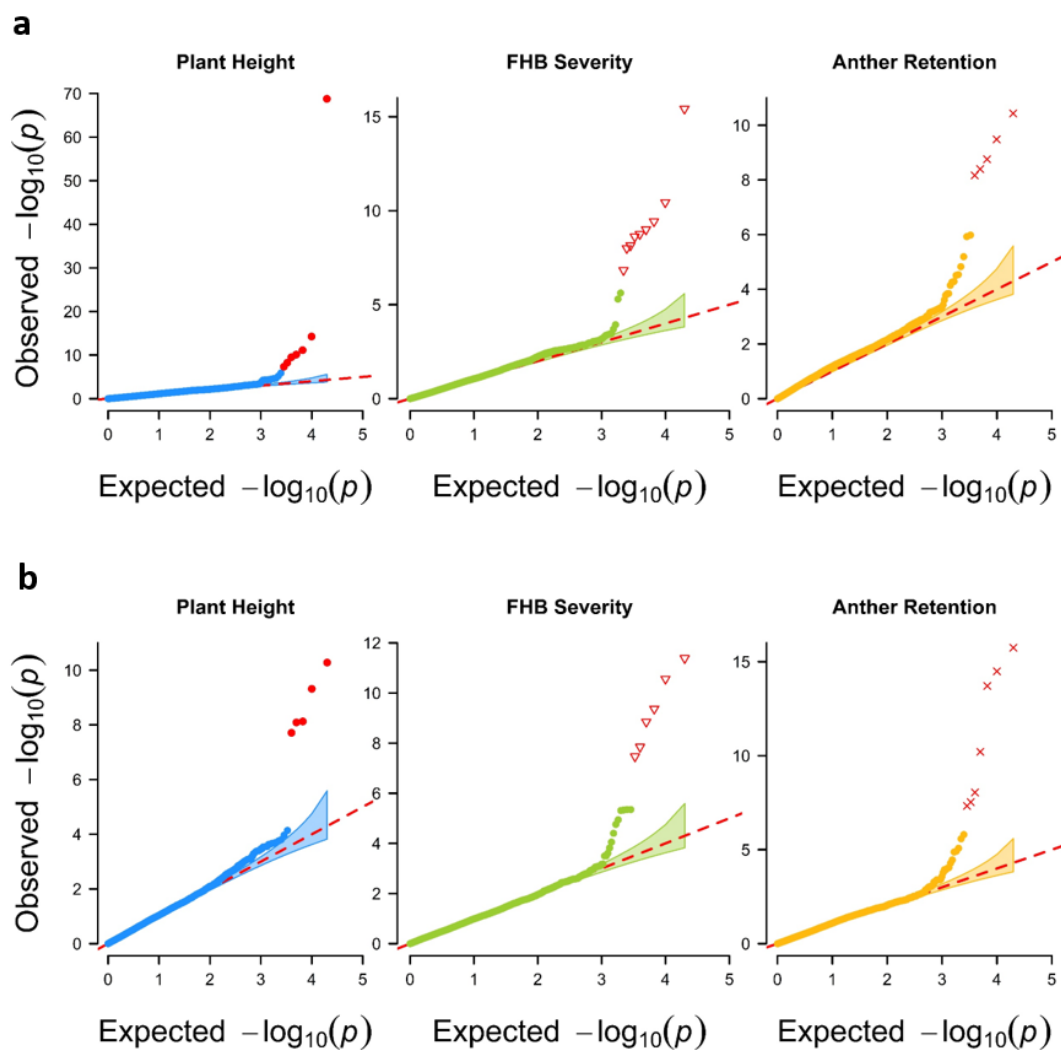 a
Plant Height
FHB Severity
Anther Retention
Observed −log₁₀(p)
70
60
50
40
30
20
10
0
0 1 2 3 4 5
Expected −log₁₀(p)
15
10
5
0
0 1 2 3 4 5
Expected −log₁₀(p)
10
8
6
4
2
0
0 1 2 3 4 5
Expected −log₁₀(p)
b
Plant Height
FHB Severity
Anther Retention
Observed −log₁₀(p)
10
8
6
4
2
0
0 1 2 3 4 5
Expected −log₁₀(p)
12
10
8
6
4
2
0
0 1 2 3 4 5
Expected −log₁₀(p)
15
10
5
0
0 1 2 3 4 5
Expected −log₁₀(p)